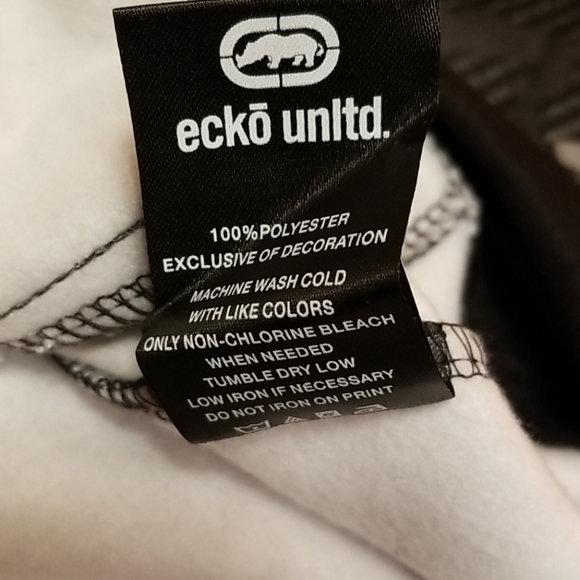 eckō unltd.
100%POLYESTER
EXCLUSIVE OF DECORATION
MACHINE WASH COLD
WITH LIKE COLORS
ONLY NON-CHLORINE BLEACH
WHEN NEEDED
TUMBLE DRY LOW
LOW IRON IF NECESSARY
DO NOT IRON ON PRINT